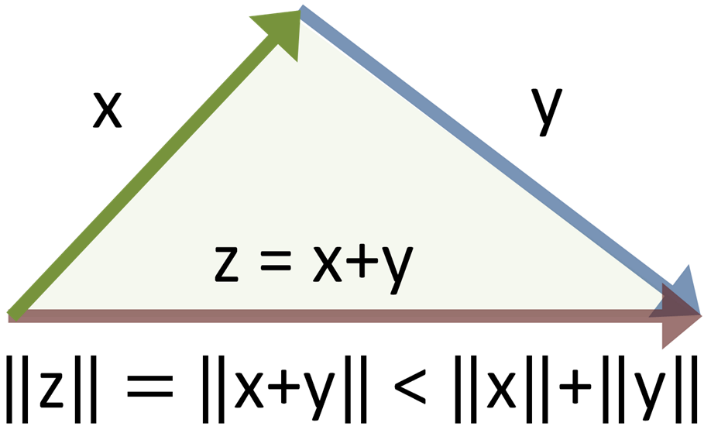 x
y
z = x+y
||z|| = ||x+y|| < ||x||+||y||